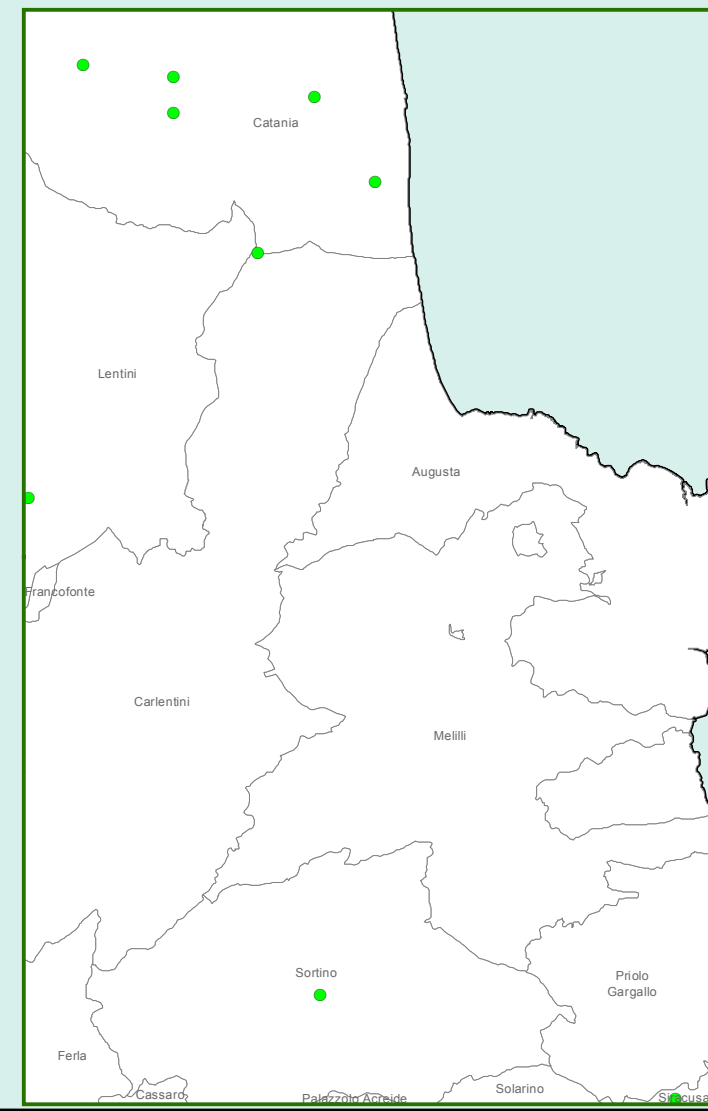 Catania
Lentini
Augusta
Francofonte
Carlentini
Melilli
Sortino
Priolo
Gargallo
Ferla
Solarino
Cassaro
Palazzolo Acreide
Siracusa